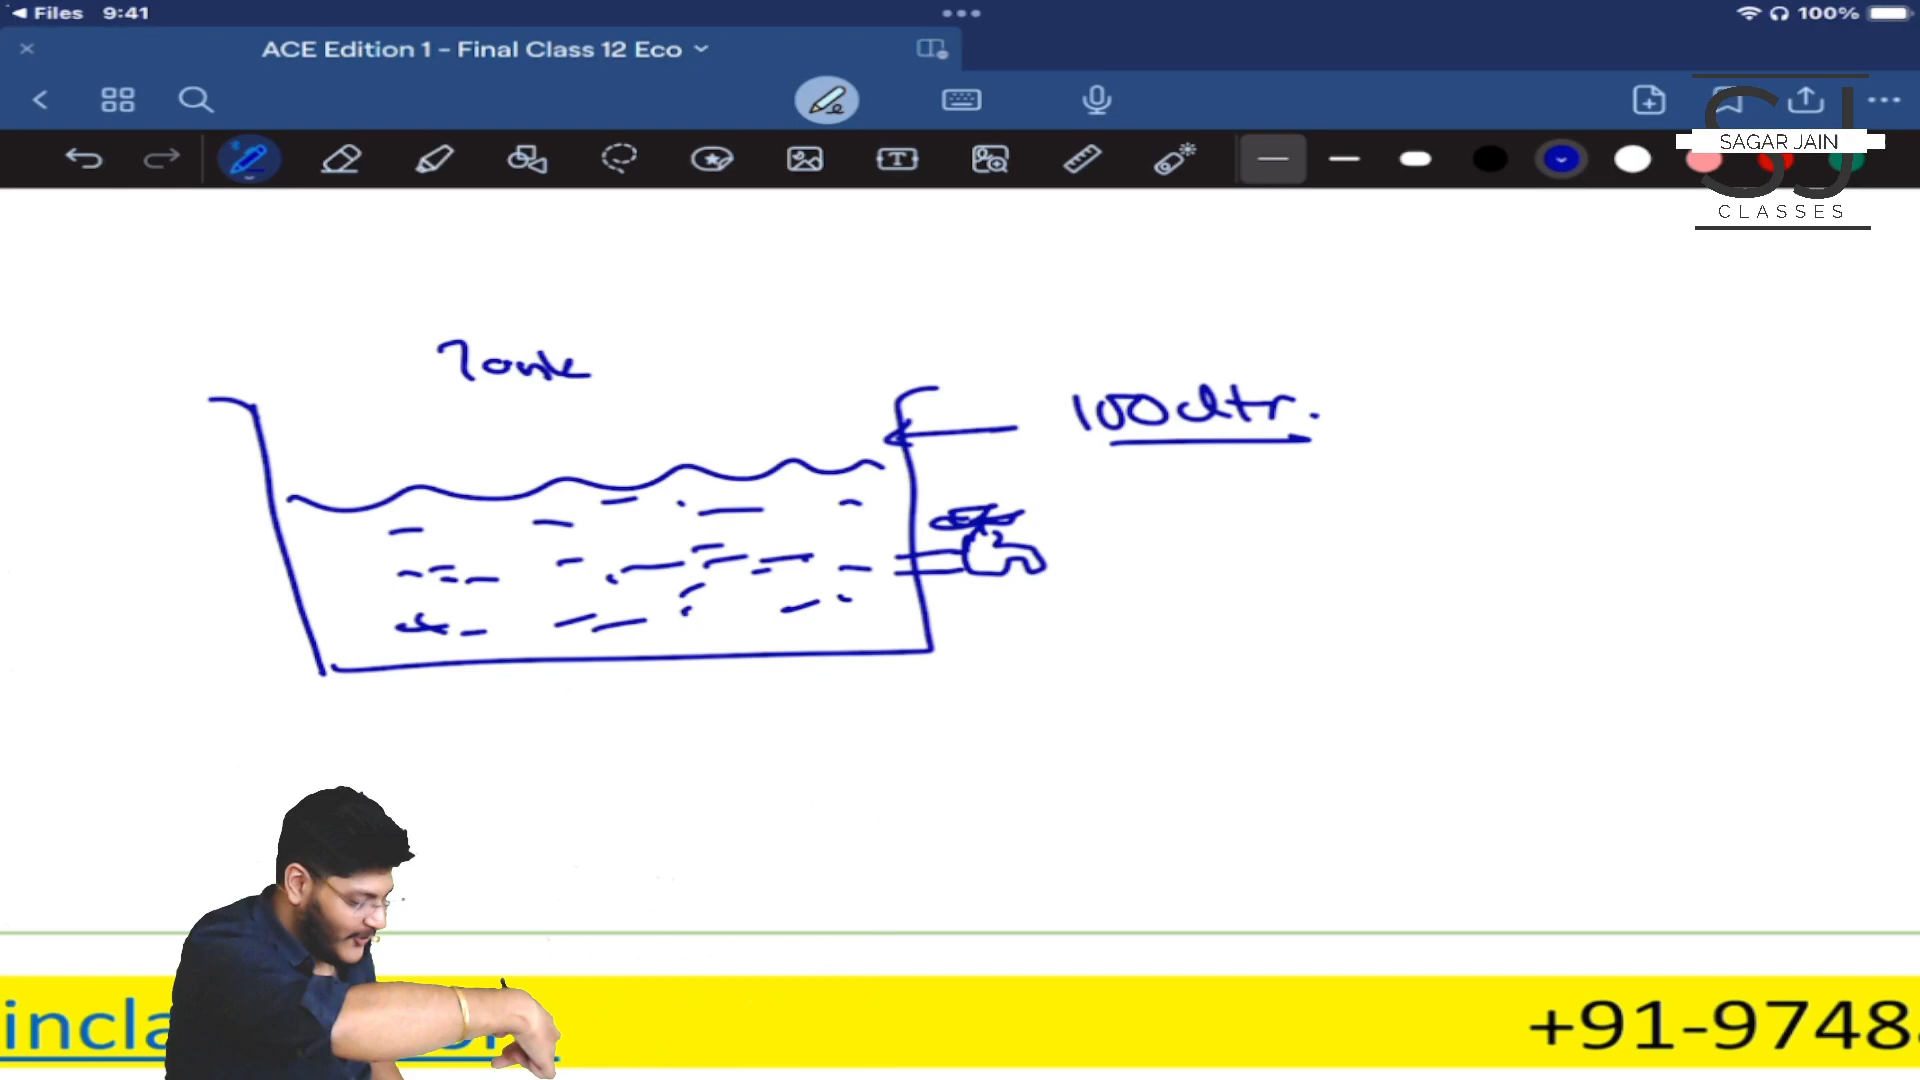 Files 9:41
100%
ACE Edition 1 - Final Class 12 Eco
SAGAR JAIN
SJ
CLASSES
Tank
100 Ltr.
incla
+91-9748